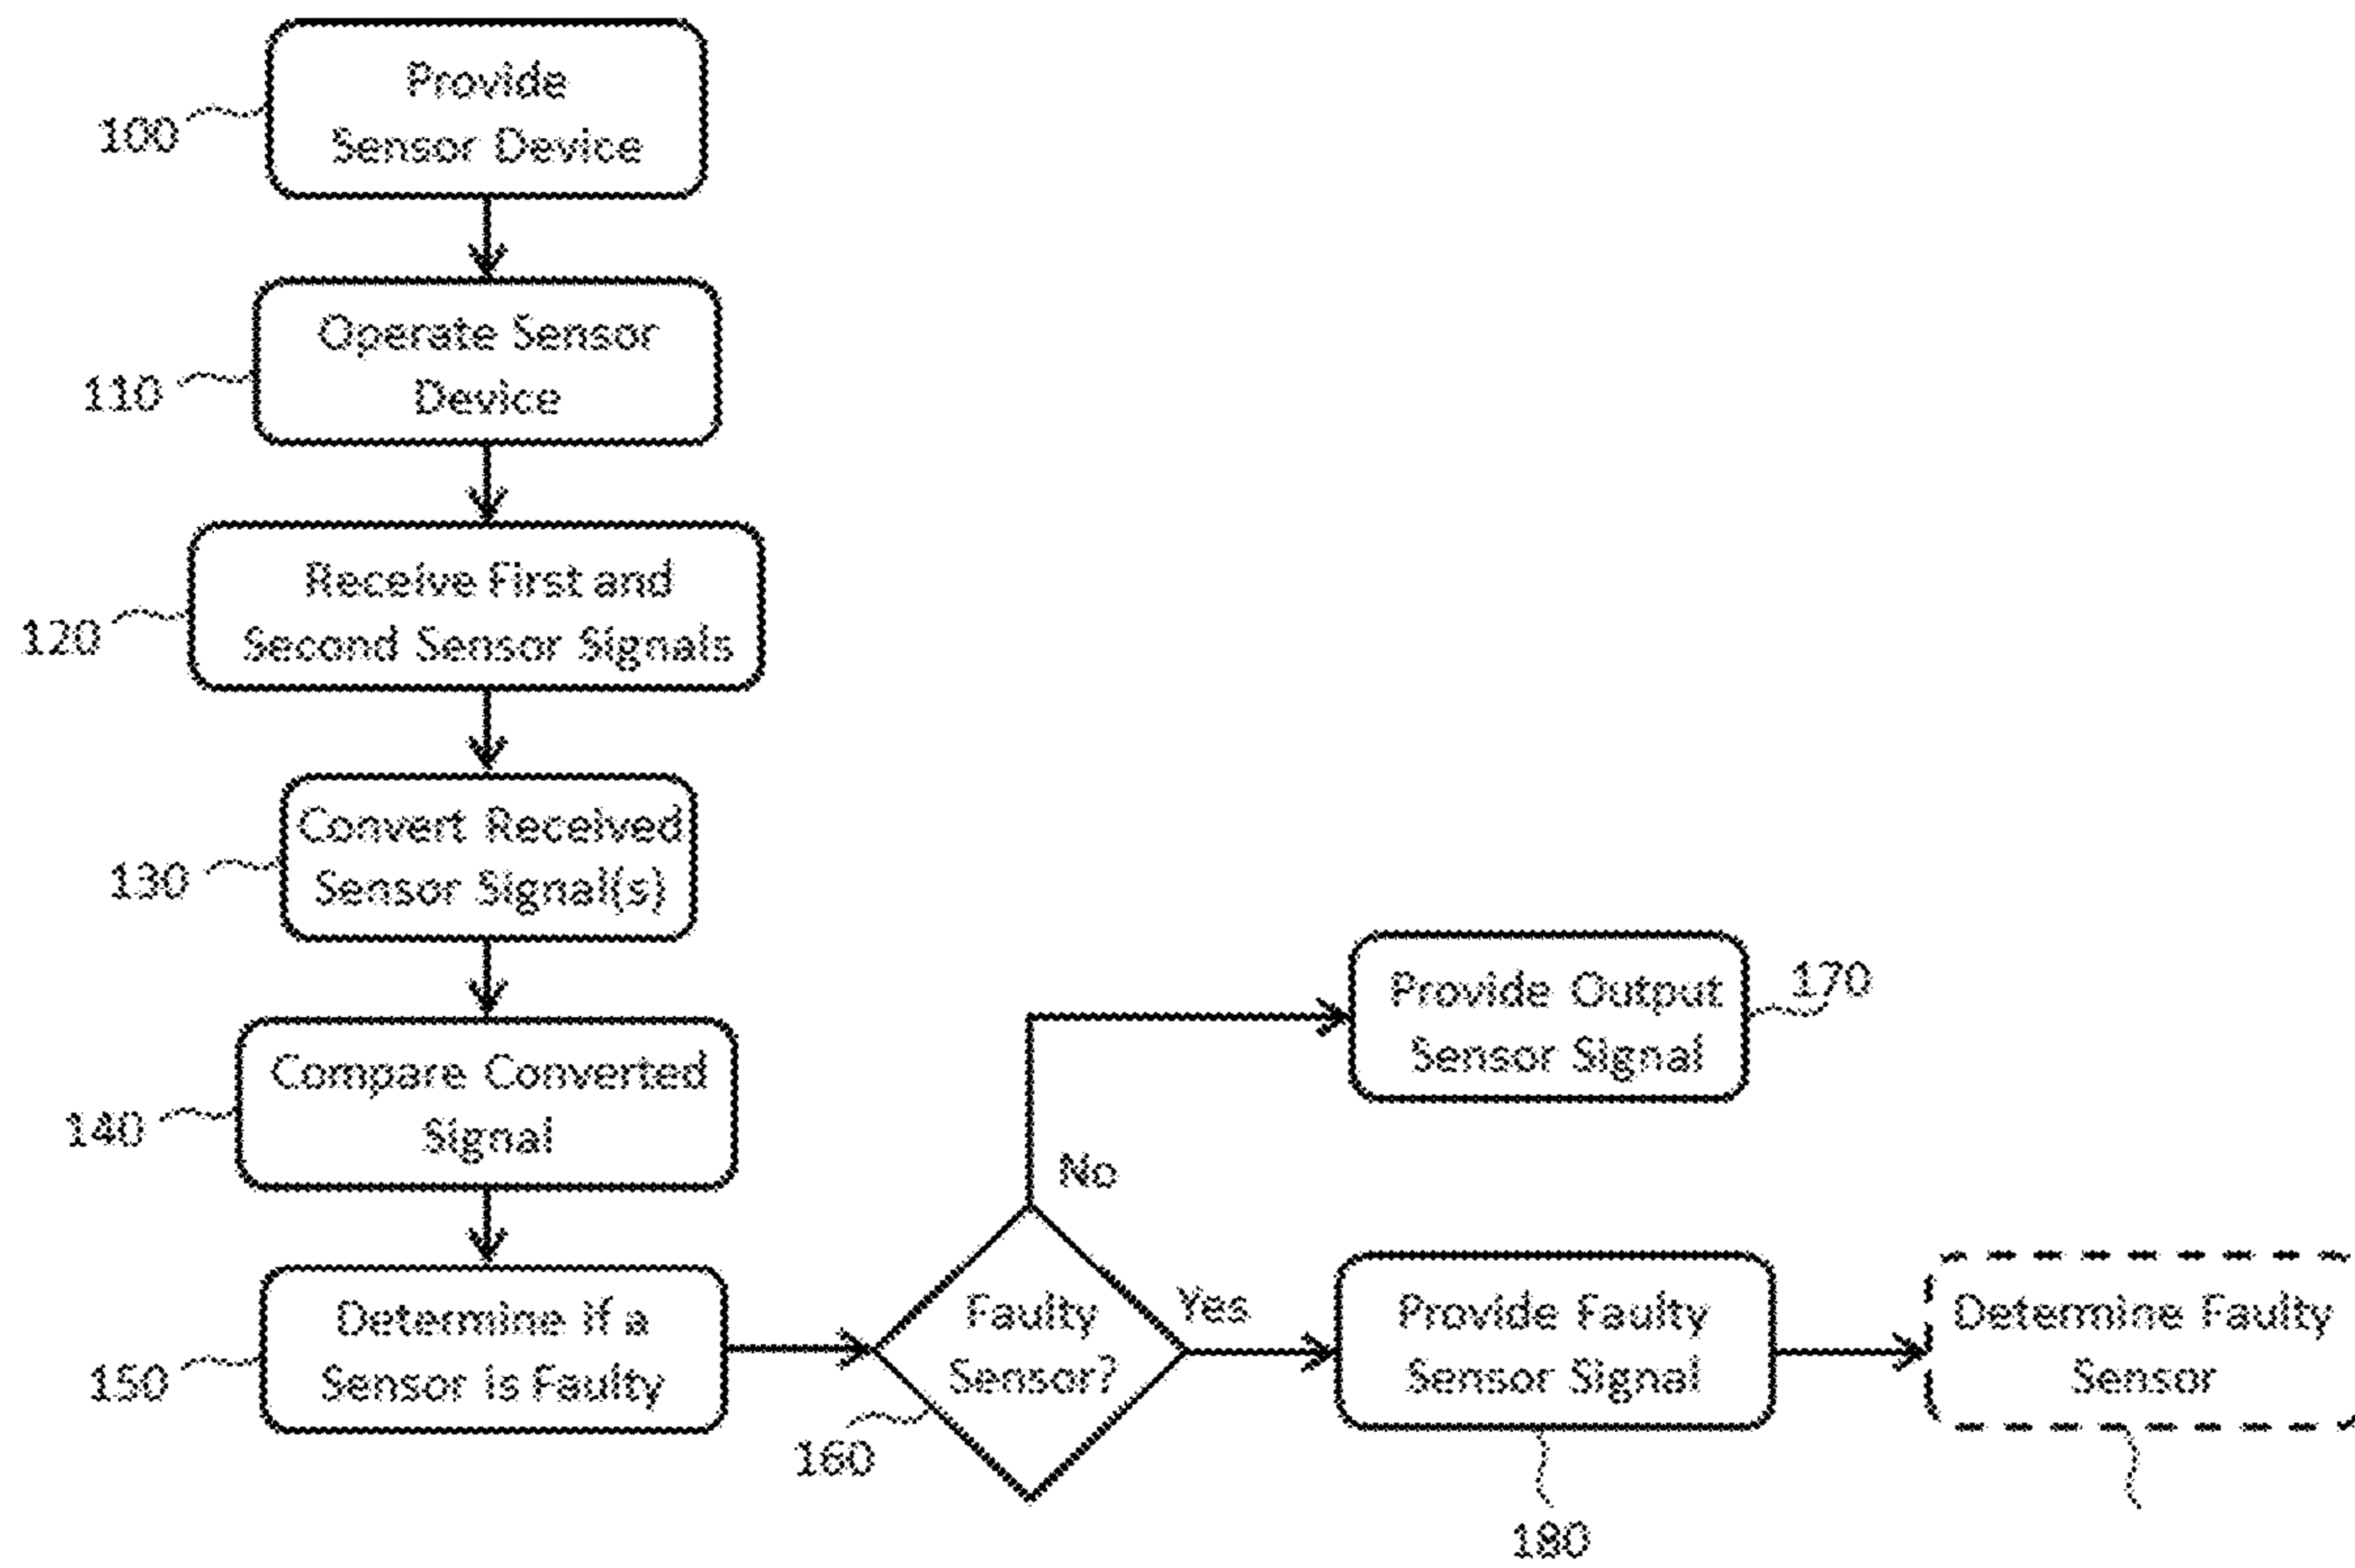 Provide
Sensor Device
100
Operate Sensor
Device
110
Receive First and
Second Sensor Signals
120
Convert Received
Sensor Signal(s)
130
Compare Converted
Signal
140
Determine if a
Sensor is Faulty
150
Faulty
Sensor?
160
No
Yes
Provide Output
Sensor Signal
170
Provide Faulty
Sensor Signal
180
Determine Faulty
Sensor